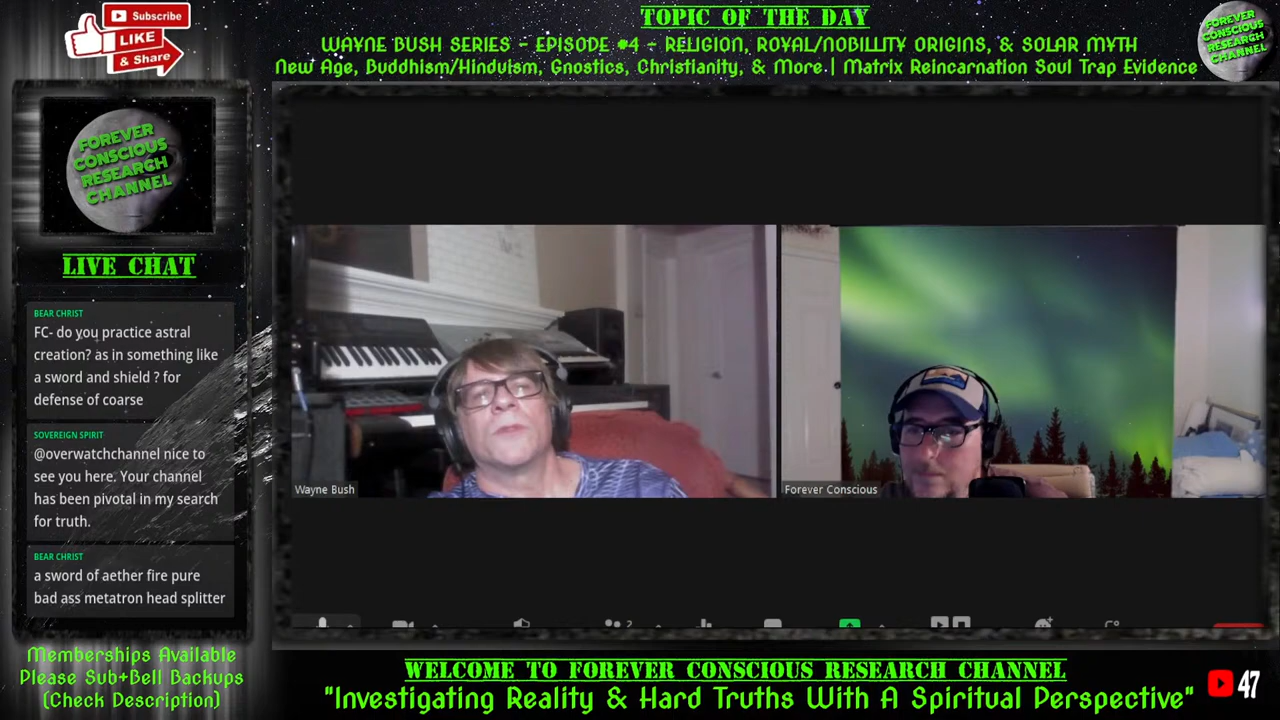 Subscribe
LIKE
& Share
TOPIC OF THE DAY
WAYNE BUSH SERIES - EPISODE #4 - RELIGION, ROYAL/NOBILLITY ORIGINS, & SOLAR MYTH
New Age, Buddhism/Hinduism, Gnostics, Christianity, & More | Matrix Reincarnation Soul Trap Evidence
FOREVER
CONSCIOUS
RESEARCH
CHANNEL
FOREVER
CONSCIOUS
RESEARCH
CHANNEL
LIVE CHAT
BEAR CHRIST
FC- do you practice astral
creation? as in something like
a sword and shield ? for
defense of coarse
SOVEREIGN SPIRIT
@overwatchchannel nice to
see you here. Your channel
has been pivotal in my search
for truth.
BEAR CHRIST
a sword of aether fire pure
bad ass metatron head splitter
Wayne Bush
Forever Conscious
2
Memberships Available
Please Sub+Bell Backups
(Check Description)
WELCOME TO FOREVER CONSCIOUS RESEARCH CHANNEL
"Investigating Reality & Hard Truths With A Spiritual Perspective"
47